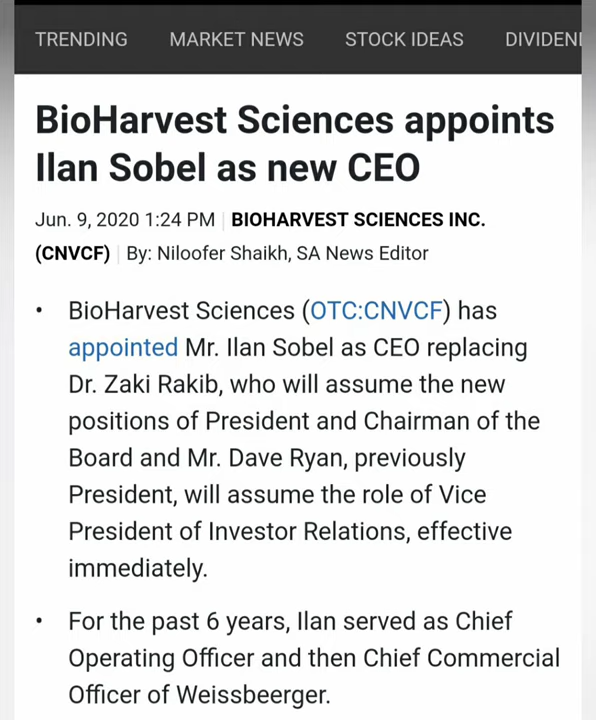 TRENDING MARKET NEWS STOCK IDEAS
BioHarvest Sciences appoints
Ilan Sobel as new CEO
Jun. 9, 2020 1:24 PM | BIOHARVEST SCIENCES INC.
(CNVCF) | By: Niloofer Shaikh, SA News Editor
• BioHarvest Sciences (OTC:CNVCF) has
appointed Mr. Ilan Sobel as CEO replacing
Dr. Zaki Rakib, who will assume the new
positions of President and Chairman of the
Board and Mr. Dave Ryan, previously
President, will assume the role of Vice
President of Investor Relations, effective
immediately.
• For the past 6 years, Ilan served as Chief
Operating Officer and then Chief Commercial
Officer of Weissbeerger.